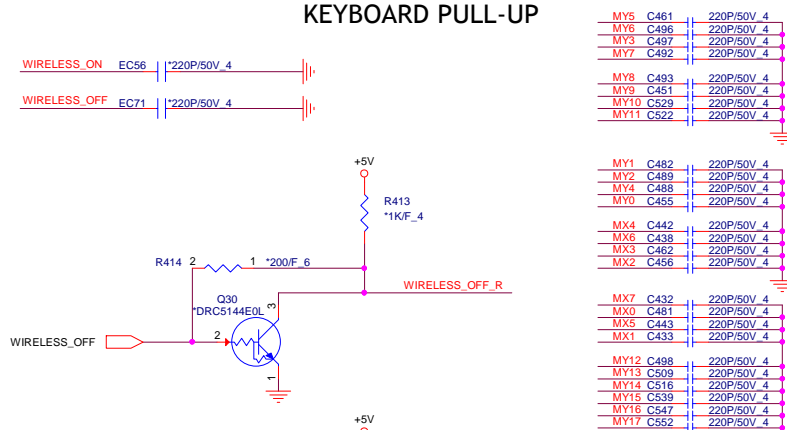 KEYBOARD PULL-UP
WIRELESS_ON EC56 *220P/50V_4
WIRELESS_OFF EC71 *220P/50V_4
+5V
R413
*1K/F_4
R414 2 1 *200/F_6
WIRELESS_OFF_R
Q30
*DRC5144E0L
3
WIRELESS_OFF 2
1
+5V
MY5 C461 220P/50V_4
MY6 C496 220P/50V_4
MY3 C497 220P/50V_4
MY7 C492 220P/50V_4
MY8 C493 220P/50V_4
MY9 C451 220P/50V_4
MY10 C529 220P/50V_4
MY11 C522 220P/50V_4
MY1 C482 220P/50V_4
MY2 C489 220P/50V_4
MY4 C488 220P/50V_4
MY0 C455 220P/50V_4
MX4 C442 220P/50V_4
MX6 C438 220P/50V_4
MX3 C462 220P/50V_4
MX2 C456 220P/50V_4
MX7 C432 220P/50V_4
MX0 C481 220P/50V_4
MX5 C443 220P/50V_4
MX1 C433 220P/50V_4
MY12 C498 220P/50V_4
MY13 C509 220P/50V_4
MY14 C516 220P/50V_4
MY15 C539 220P/50V_4
MY16 C547 220P/50V_4
MY17 C552 220P/50V_4